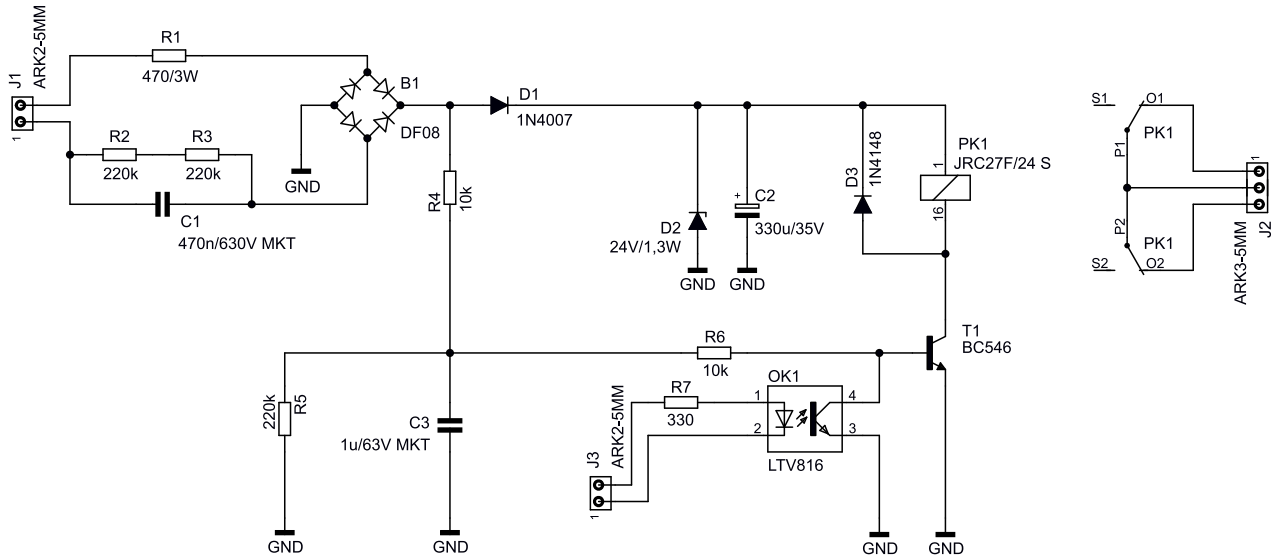 J1
ARK2-5MM
1
R1
470/3W
R2
220k
R3
220k
C1
470n/630V MKT
B1
DF08
GND
D1
1N4007
R4
10k
D2
24V/1,3W
GND
+
C2
330u/35V
GND
D3
1N4148
PK1
JRC27F/24 S
1
16
S1
O1
P1
PK1
P2
PK1
S2
O2
1
J2
ARK3-5MM
R5
220k
GND
C3
1u/63V MKT
GND
R6
10k
T1
BC546
J3
ARK2-5MM
1
R7
330
OK1
1
2
4
3
LTV816
GND
GND